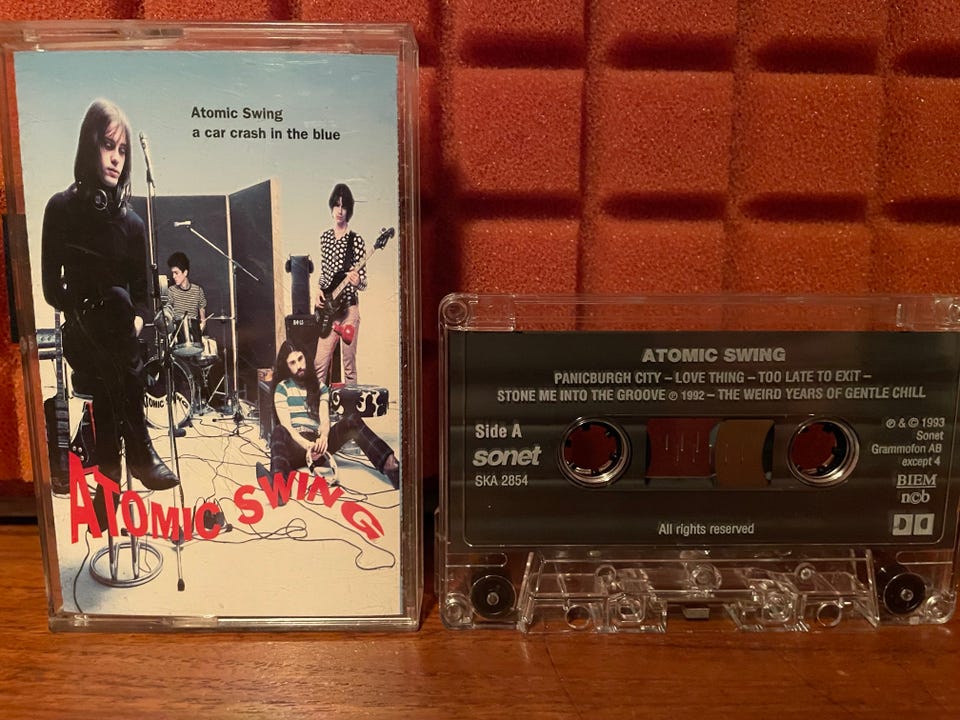 Atomic Swing
a car crash in the blue
ATOMIC
ATOMIC SWING
ATOMIC SWING
PANICBURGH CITY – LOVE THING – TOO LATE TO EXIT –
STONE ME INTO THE GROOVE ℗ 1992 – THE WEIRD YEARS OF GENTLE CHILL
Side A
sonet
SKA 2854
℗ & © 1993
Sonet
Grammofon AB
except 4
BIEM
n©b
All rights reserved